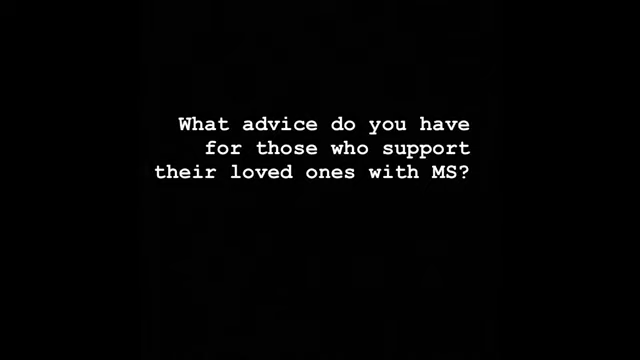 What advice do you have
for those who support
their loved ones with MS?